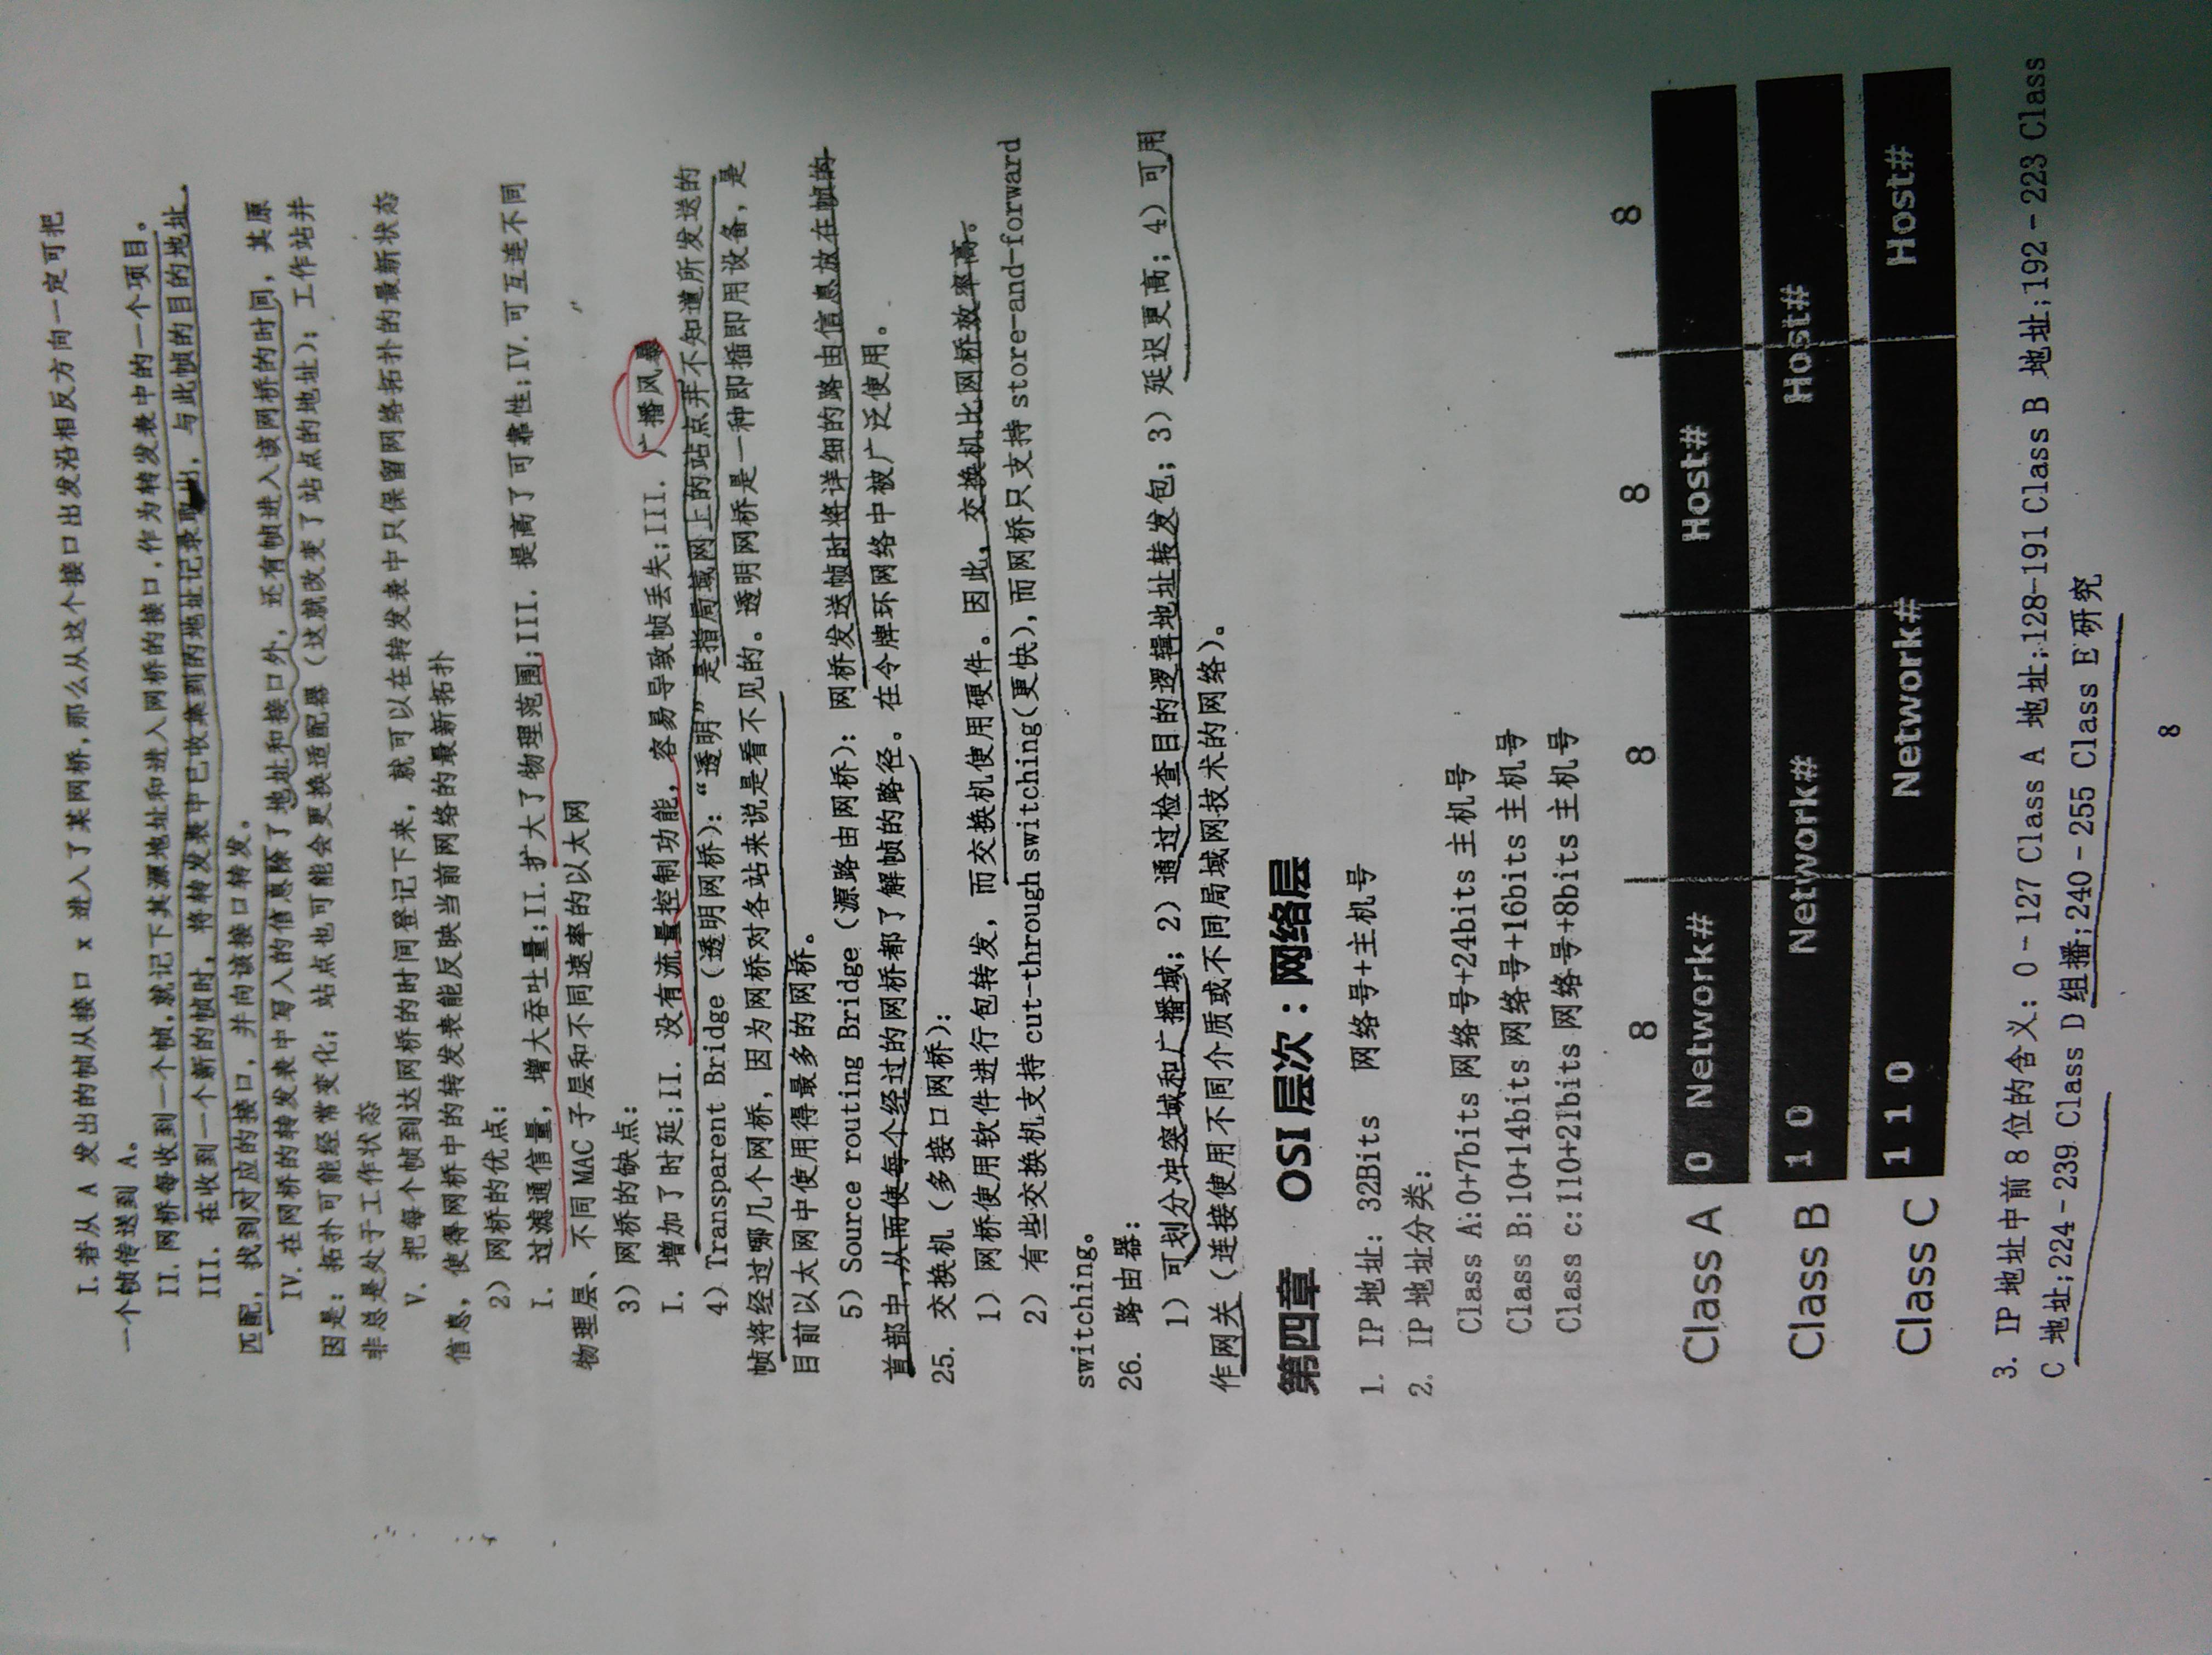 I.若从 A 发出的帧从接口 x 进入了某网桥,那么从这个接口出发沿相反方向一定可把
一个帧传送到 A。
II.网桥每收到一个帧,就记下其源地址和进入网桥的接口,作为转发表中的一个项目。
III. 在收到一个新的帧时,将转发表中已收集到的地址记录取出,与此帧的目的地址
匹配,找到对应的接口,并向该接口转发。
IV.在网桥的转发表中写入的信息除了地址和接口外,还有帧进入该网桥的时间,其原
因是:拓扑可能经常变化;站点也可能会更换适配器(这就改变了站点的地址);工作站并
非总是处于工作状态
V. 把每个帧到达网桥的时间登记下来,就可以在转发表中只保留网络拓扑的最新状态
信息,使得网桥中的转发表能反映当前网络的最新拓扑
2)网桥的优点:
I. 过滤通信量,增大吞吐量;II.扩大了物理范围;III. 提高了可靠性;IV.可互连不同
物理层、不同 MAC 子层和不同速率的以太网
3)网桥的缺点:
I. 增加了时延;II. 没有流量控制功能,容易导致帧丢失;III. 广播风暴
4)Transparent Bridge(透明网桥):“透明”是指局域网上的站点并不知道所发送的
帧将经过哪几个网桥,因为网桥对各站来说是看不见的。透明网桥是一种即插即用设备,是
目前以太网中使用得最多的网桥。
5)Source routing Bridge(源路由网桥):网桥发送帧时将详细的路由信息放在帧的
首部中,从而使每个经过的网桥都了解帧的路径。在令牌环网络中被广泛使用。
25. 交换机(多接口网桥):
1)网桥使用软件进行包转发,而交换机使用硬件。因此,交换机比网桥效率高。
2)有些交换机支持 cut-through switching(更快),而网桥只支持 store-and-forward
switching。
26. 路由器:
1)可划分冲突域和广播域;2)通过检查目的逻辑地址转发包;3)延迟更高;4)可用
作网关(连接使用不同介质或不同局域网技术的网络)。
第四章 OSI 层次:网络层
1. IP 地址: 32Bits 网络号+主机号
2. IP 地址分类:
Class A:0+7bits 网络号+24bits 主机号
Class B:10+14bits 网络号+16bits 主机号
Class c:110+21bits 网络号+8bits 主机号
8 8 8 8
Class A 0 Network# Host#
Class B 1 0 Network# Host#
Class C 1 1 0 Network# Host#
3. IP 地址中前 8 位的含义: 0-127 Class A 地址;128-191 Class B 地址;192-223 Class
C 地址;224-239 Class D 组播;240-255 Class E 研究
8